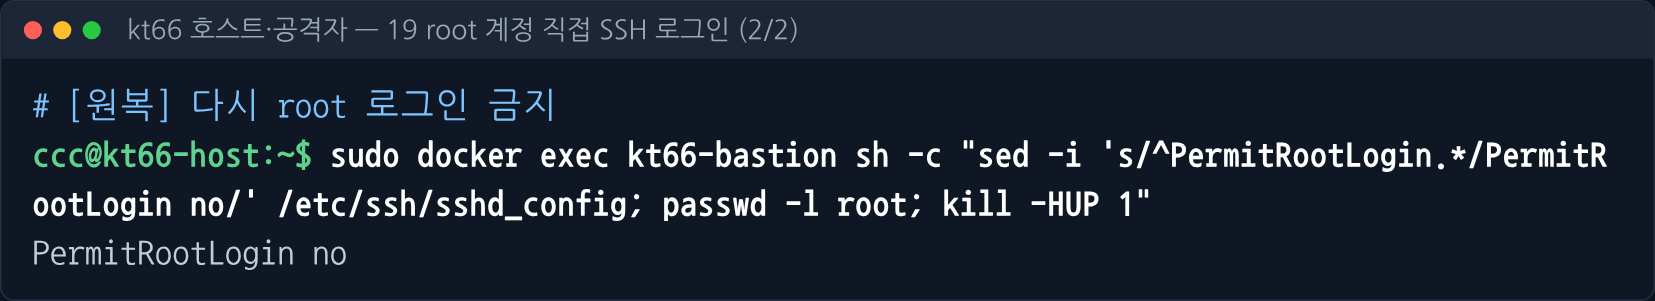 kt66 호스트·공격자 — 19 root 계정 직접 SSH 로그인 (2/2)
# [원복] 다시 root 로그인 금지
ccc@kt66-host:~$ sudo docker exec kt66-bastion sh -c "sed -i 's/^PermitRootLogin.*/PermitR
ootLogin no/' /etc/ssh/sshd_config; passwd -l root; kill -HUP 1"
PermitRootLogin no